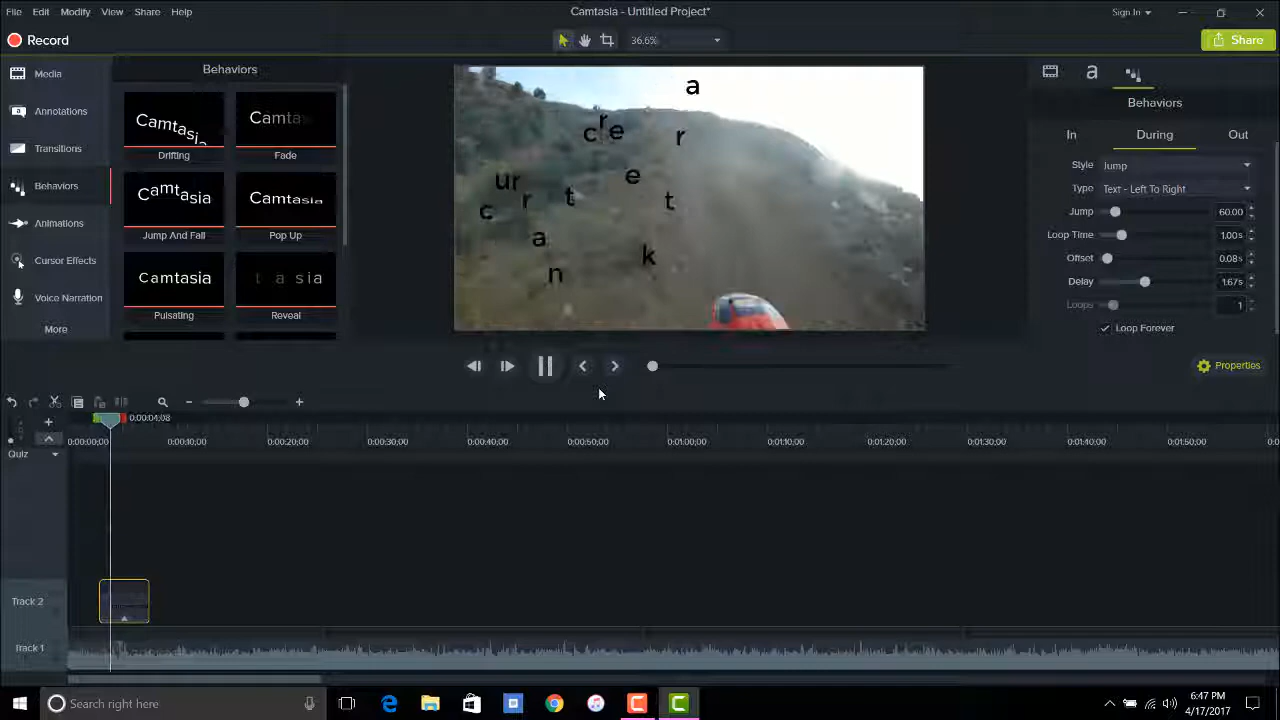 File Edit Modify View Share Help Camtasia - Untitled Project* Sign In
Record 36.6% Share
Media
Annotations
Transitions
Behaviors
Animations
Cursor Effects
Voice Narration
More
Behaviors
Camtasia Camtas
Drifting Fade
Camtasia Camtasia
Jump And Fall Pop Up
Camtasia t a sia
Pulsating Reveal
a
r
c e r
ur t e
c r t
a
n k
a
Behaviors
In During Out
Style Jump
Type Text - Left To Right
Jump 60.00
Loop Time 1.00s
Offset 0.08s
Delay 1.67s
Loops 1
Loop Forever
Properties
0:00:04;08
0:00:00;00 0:00:10;00 0:00:20;00 0:00:30;00 0:00:40;00 0:00:50;00 0:01:00;00 0:01:10;00 0:01:20;00 0:01:30;00 0:01:40;00 0:01:50;00
Quiz
Track 2
Track 1
Search right here
6:47 PM
4/17/2017